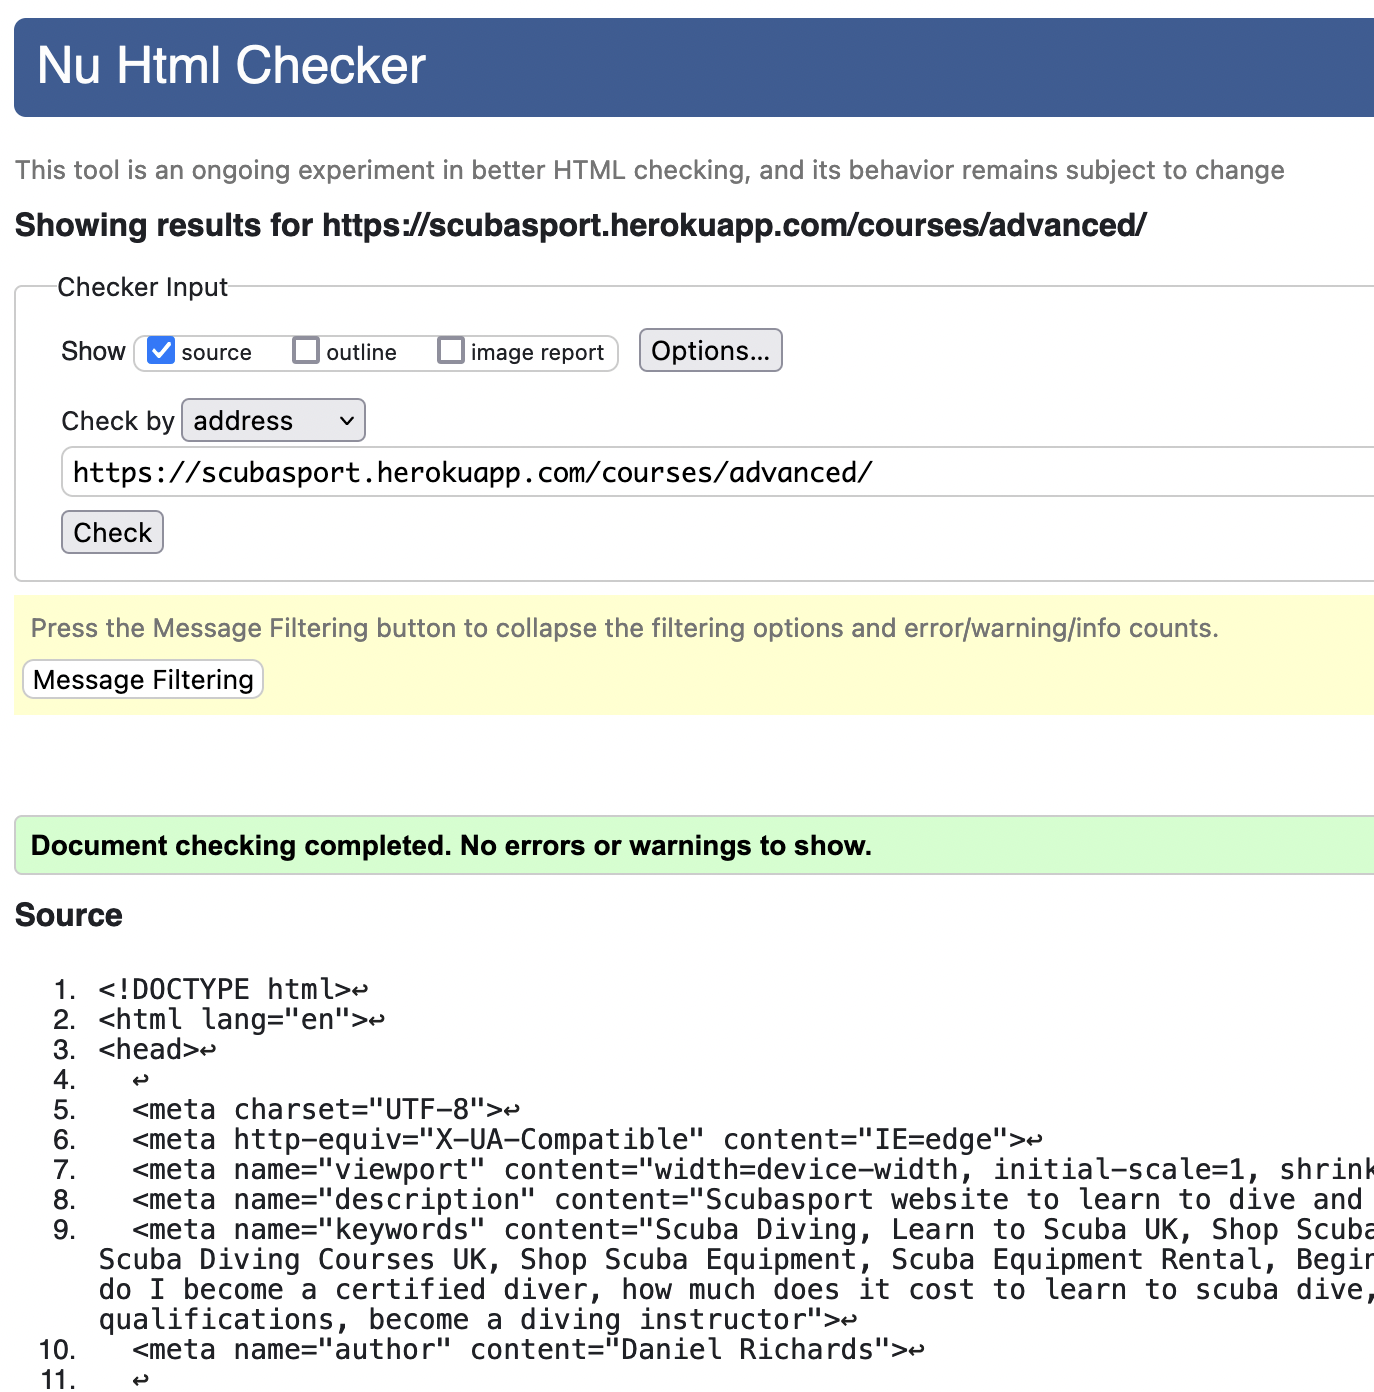 Nu Html Checker
This tool is an ongoing experiment in better HTML checking, and its behavior remains subject to change
Showing results for https://scubasport.herokuapp.com/courses/advanced/
Checker Input
Show source outline image report Options...
Check by address
https://scubasport.herokuapp.com/courses/advanced/
Check
Press the Message Filtering button to collapse the filtering options and error/warning/info counts.
Message Filtering
Document checking completed. No errors or warnings to show.
Source
1. <!DOCTYPE html>↩
2. <html lang="en">↩
3. <head>↩
4. ↩
5. <meta charset="UTF-8">↩
6. <meta http-equiv="X-UA-Compatible" content="IE=edge">↩
7. <meta name="viewport" content="width=device-width, initial-scale=1, shrink
8. <meta name="description" content="Scubasport website to learn to dive and
9. <meta name="keywords" content="Scuba Diving, Learn to Scuba UK, Shop Scuba
Scuba Diving Courses UK, Shop Scuba Equipment, Scuba Equipment Rental, Begin
do I become a certified diver, how much does it cost to learn to scuba dive,
qualifications, become a diving instructor">↩
10. <meta name="author" content="Daniel Richards">↩
11. ↩